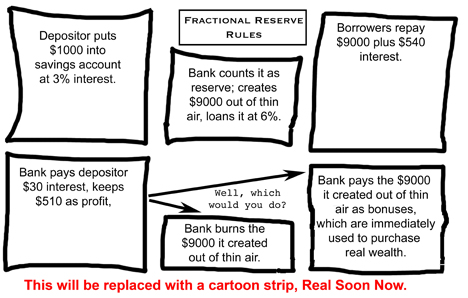 Fractional Reserve
Rules
Depositor puts
$1000 into
savings account
at 3% interest.
Bank counts it as
reserve; creates
$9000 out of thin
air, loans it at 6%.
Borrowers repay
$9000 plus $540
interest.
Bank pays depositor
$30 interest, keeps
$510 as profit,
Well, which
would you do?
Bank burns the
$9000 it created
out of thin air.
Bank pays the $9000
it created out of thin
air as bonuses,
which are immediately
used to purchase
real wealth.
This will be replaced with a cartoon strip, Real Soon Now.